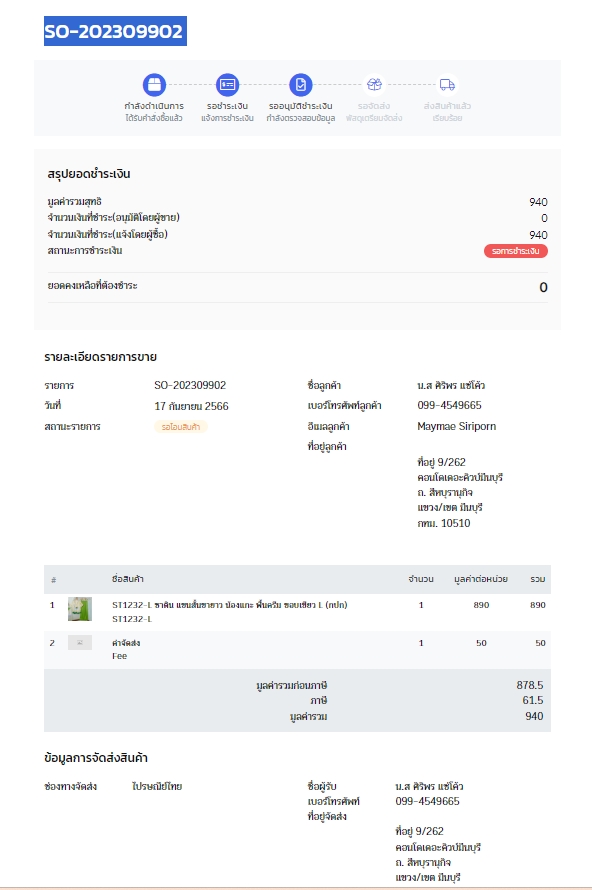 SO-202309902
กำลังดำเนินการ
ได้รับคำสั่งซื้อแล้ว
รอชำระเงิน
แจ้งการชำระเงิน
รออนุมัติชำระเงิน
กำลังตรวจสอบข้อมูล
รอจัดส่ง
พัสดุเตรียมจัดส่ง
ส่งสินค้าแล้ว
เรียบร้อย
สรุปยอดชำระเงิน
มูลค่ารวมสุทธิ 940
จำนวนเงินที่ชำระ(อนุมัติโดยผู้ขาย) 0
จำนวนเงินที่ชำระ(แจ้งโดยผู้ซื้อ) 940
สถานะการชำระเงิน รอการชำระเงิน
ยอดคงเหลือที่ต้องชำระ 0
รายละเอียดรายการขาย
รายการ SO-202309902
วันที่ 17 กันยายน 2566
สถานะรายการ รอโอนสินค้า
ชื่อลูกค้า น.ส ศิริพร แซ่โค้ว
เบอร์โทรศัพท์ลูกค้า 099-4549665
อีเมลลูกค้า Maymae Siriporn
ที่อยู่ลูกค้า
ที่อยู่ 9/262
คอนโดเดอะคิวบ์มีนบุรี
ถ. สีหบุรานุกิจ
แขวง/เขต มีนบุรี
กทม. 10510
# ชื่อสินค้า จำนวน มูลค่าต่อหน่วย รวม
1 ST1232-L ซาติน แขนสั้นขายาว น้องแกะ พื้นครีม ขอบเขียว L (กปก) 1 890 890
ST1232-L
2 ค่าจัดส่ง 1 50 50
Fee
มูลค่ารวมก่อนภาษี 878.5
ภาษี 61.5
มูลค่ารวม 940
ข้อมูลการจัดส่งสินค้า
ช่องทางจัดส่ง ไปรษณีย์ไทย
ชื่อผู้รับ น.ส ศิริพร แซ่โค้ว
เบอร์โทรศัพท์ 099-4549665
ที่อยู่จัดส่ง
ที่อยู่ 9/262
คอนโดเดอะคิวบ์มีนบุรี
ถ. สีหบุรานุกิจ
แขวง/เขต มีนบุรี